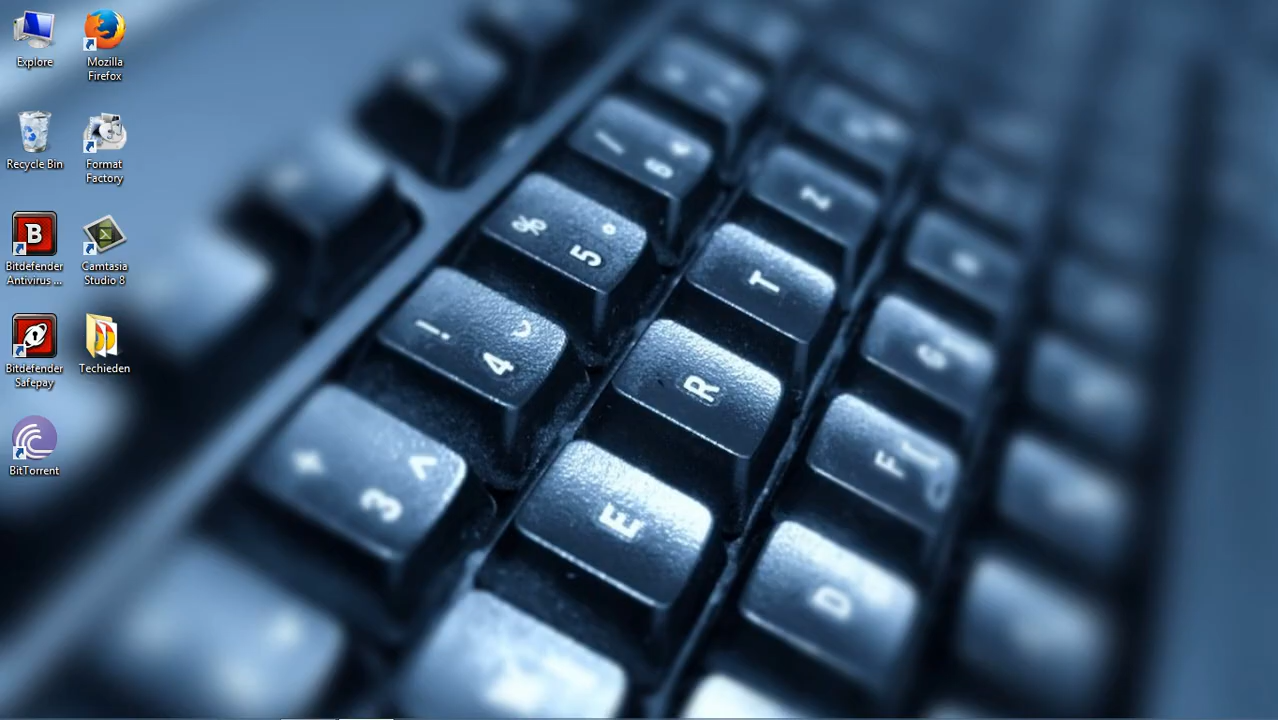 Explore
Mozilla
Firefox
Recycle Bin
Format
Factory
Bitdefender
Antivirus ...
Camtasia
Studio 8
Bitdefender
Safepay
Techieden
BitTorrent
B
/ 6
% 5 °
! 4
+ 3 ^
Z
T
R
E
G
F [
D